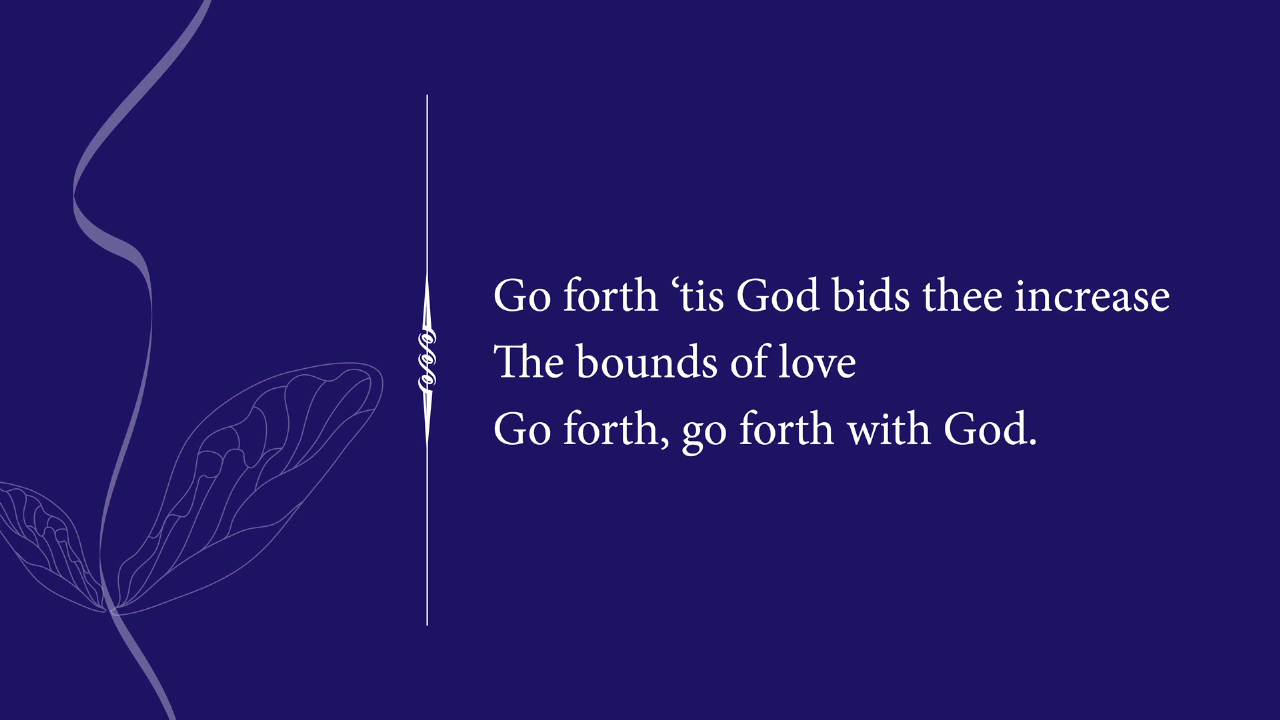 Go forth ‘tis God bids thee increase
The bounds of love
Go forth, go forth with God.